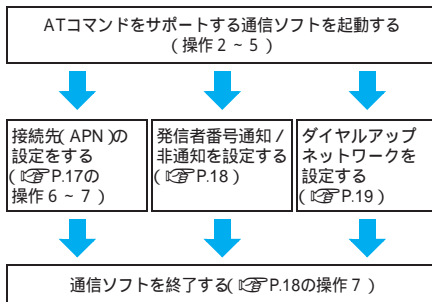 ATコマンドをサポートする通信ソフトを起動する
(操作2~5)
接続先(APN)の
設定をする
(☞P.17の
操作6~7)
発信者番号通知/
非通知を設定する
(☞P.18)
ダイヤルアップ
ネットワークを
設定する
(☞P.19)
通信ソフトを終了する(☞P.18の操作7)